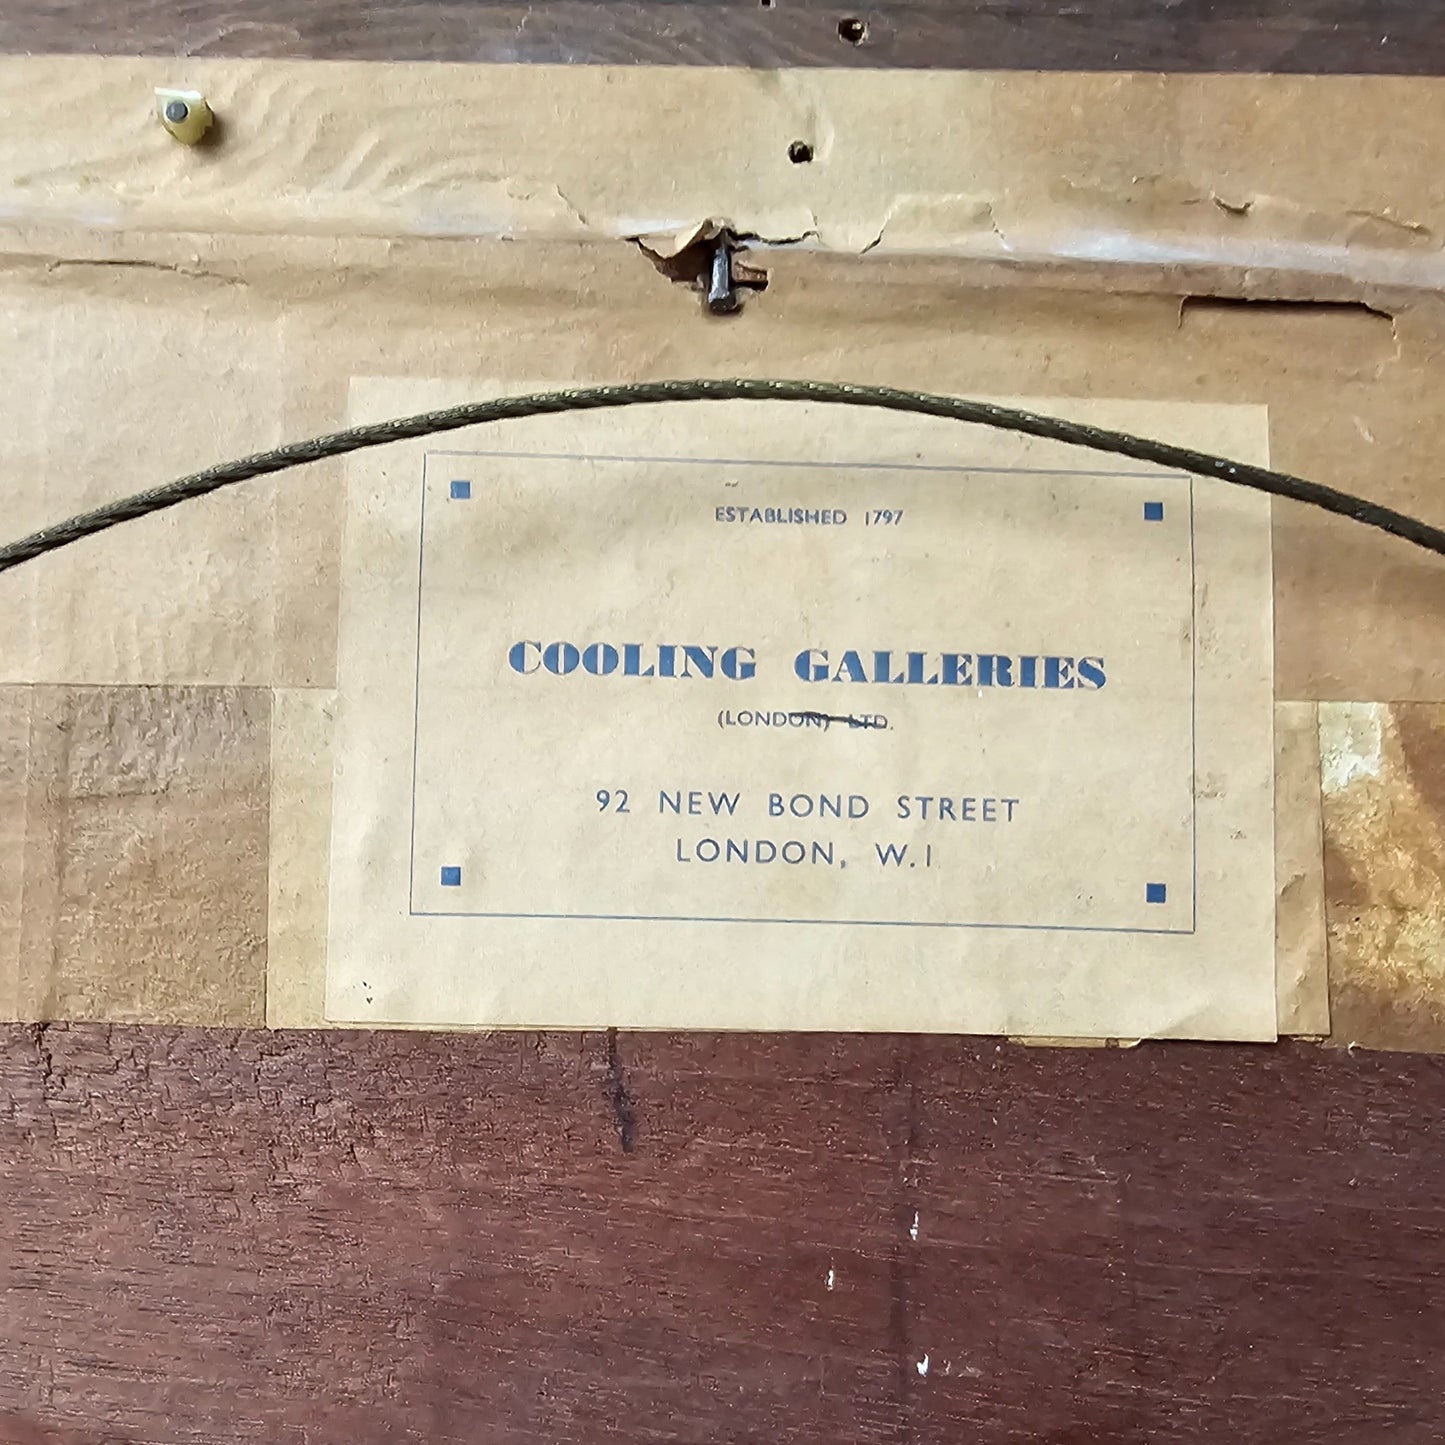 ESTABLISHED 1797
COOLING GALLERIES
(LONDON) LTD.
92 NEW BOND STREET
LONDON, W.1